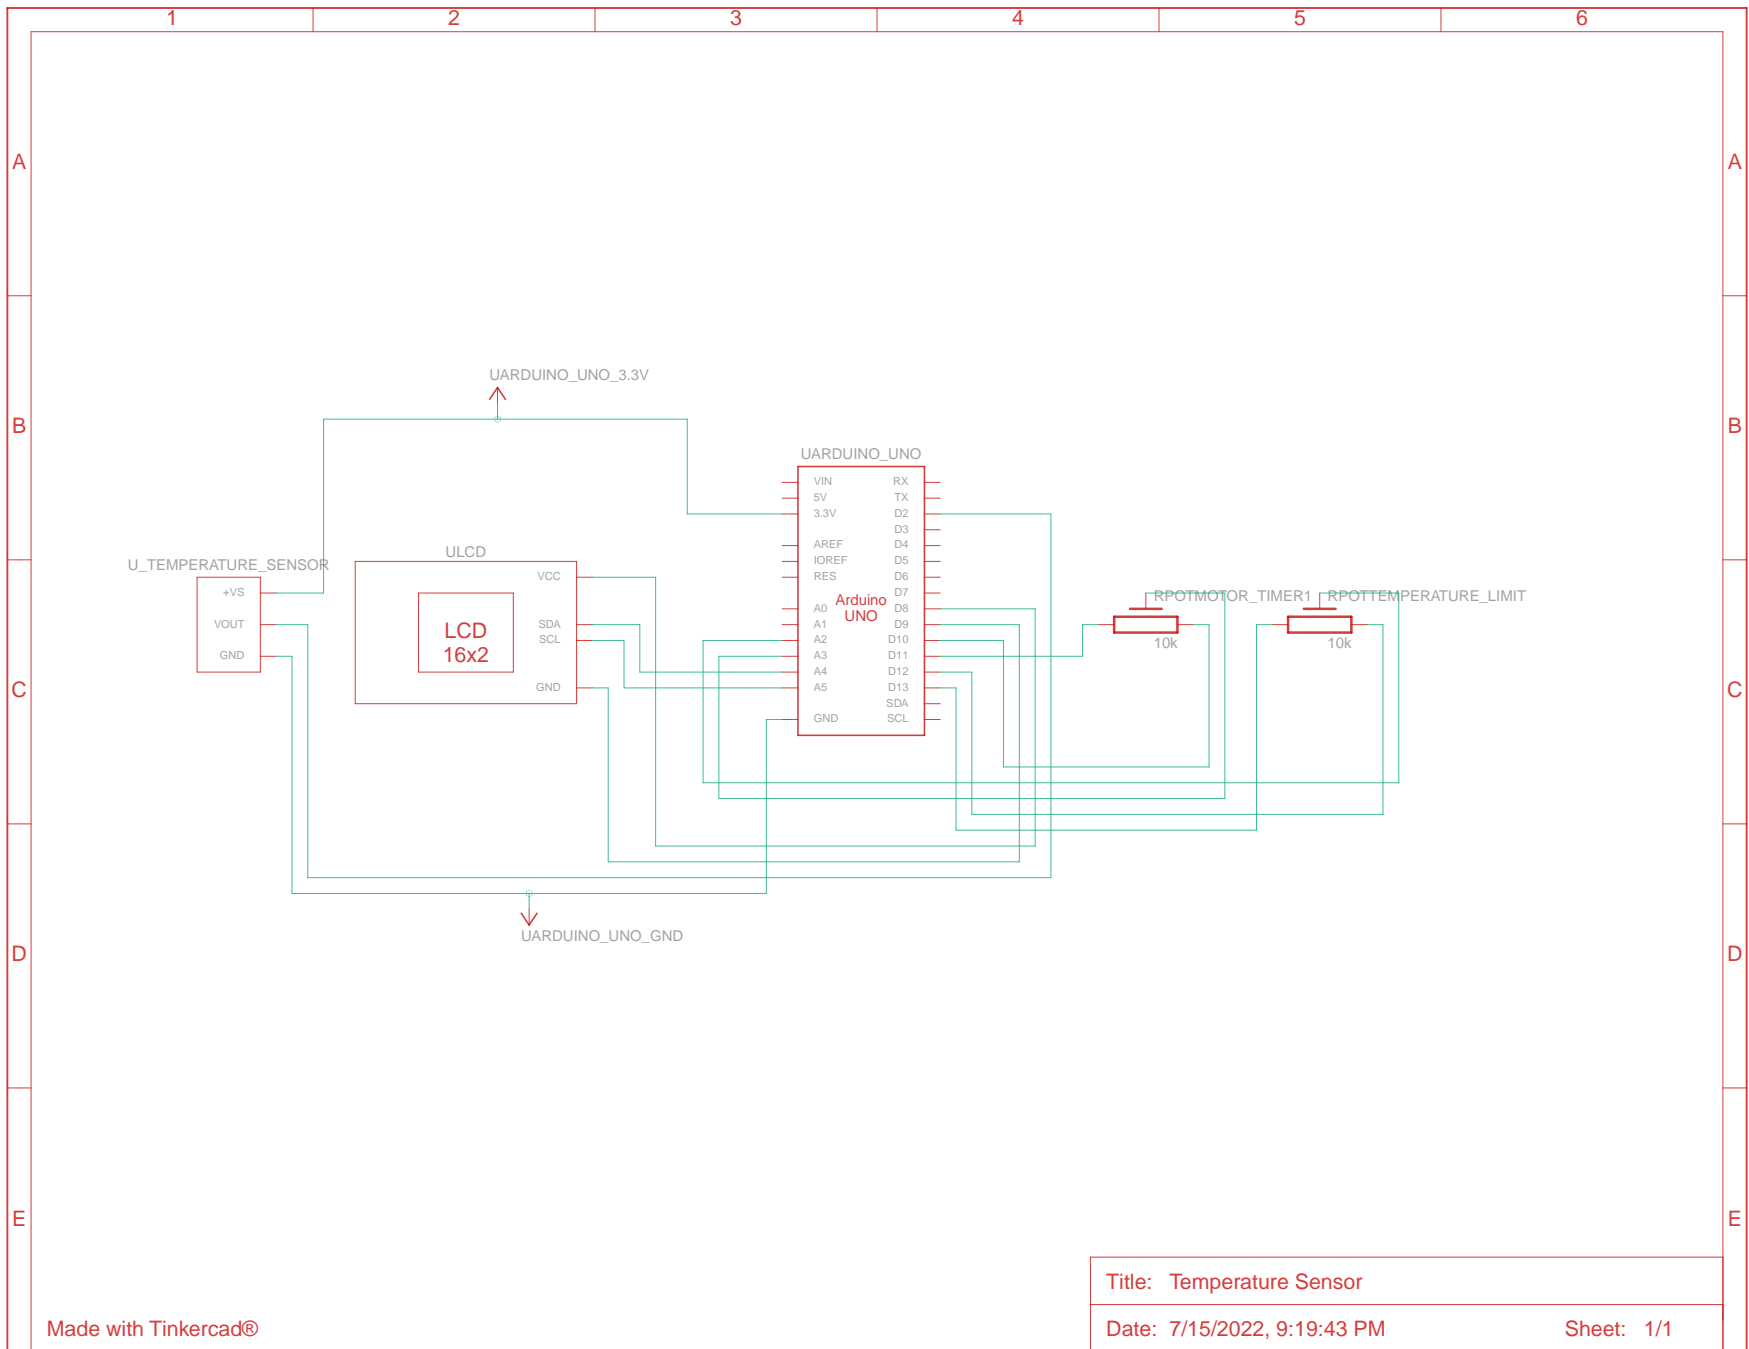 1 2 3 4 5 6
A A
UARDUINO_UNO_3.3V
B B
UARDUINO_UNO
VIN RX
5V TX
3.3V D2
D3
AREF D4
IOREF D5
RES D6
D7
A0 D8
A1 D9
A2 D10
A3 D11
A4 D12
A5 D13
SDA
GND SCL
Arduino
UNO
ULCD
VCC
SDA
SCL
GND
LCD
16x2
U_TEMPERATURE_SENSOR
+VS
VOUT
GND
RPOTMOTOR_TIMER1 RPOTTEMPERATURE_LIMIT
10k 10k
C C
UARDUINO_UNO_GND
D D
E E
Title: Temperature Sensor
Made with Tinkercad®
Date: 7/15/2022, 9:19:43 PM Sheet: 1/1